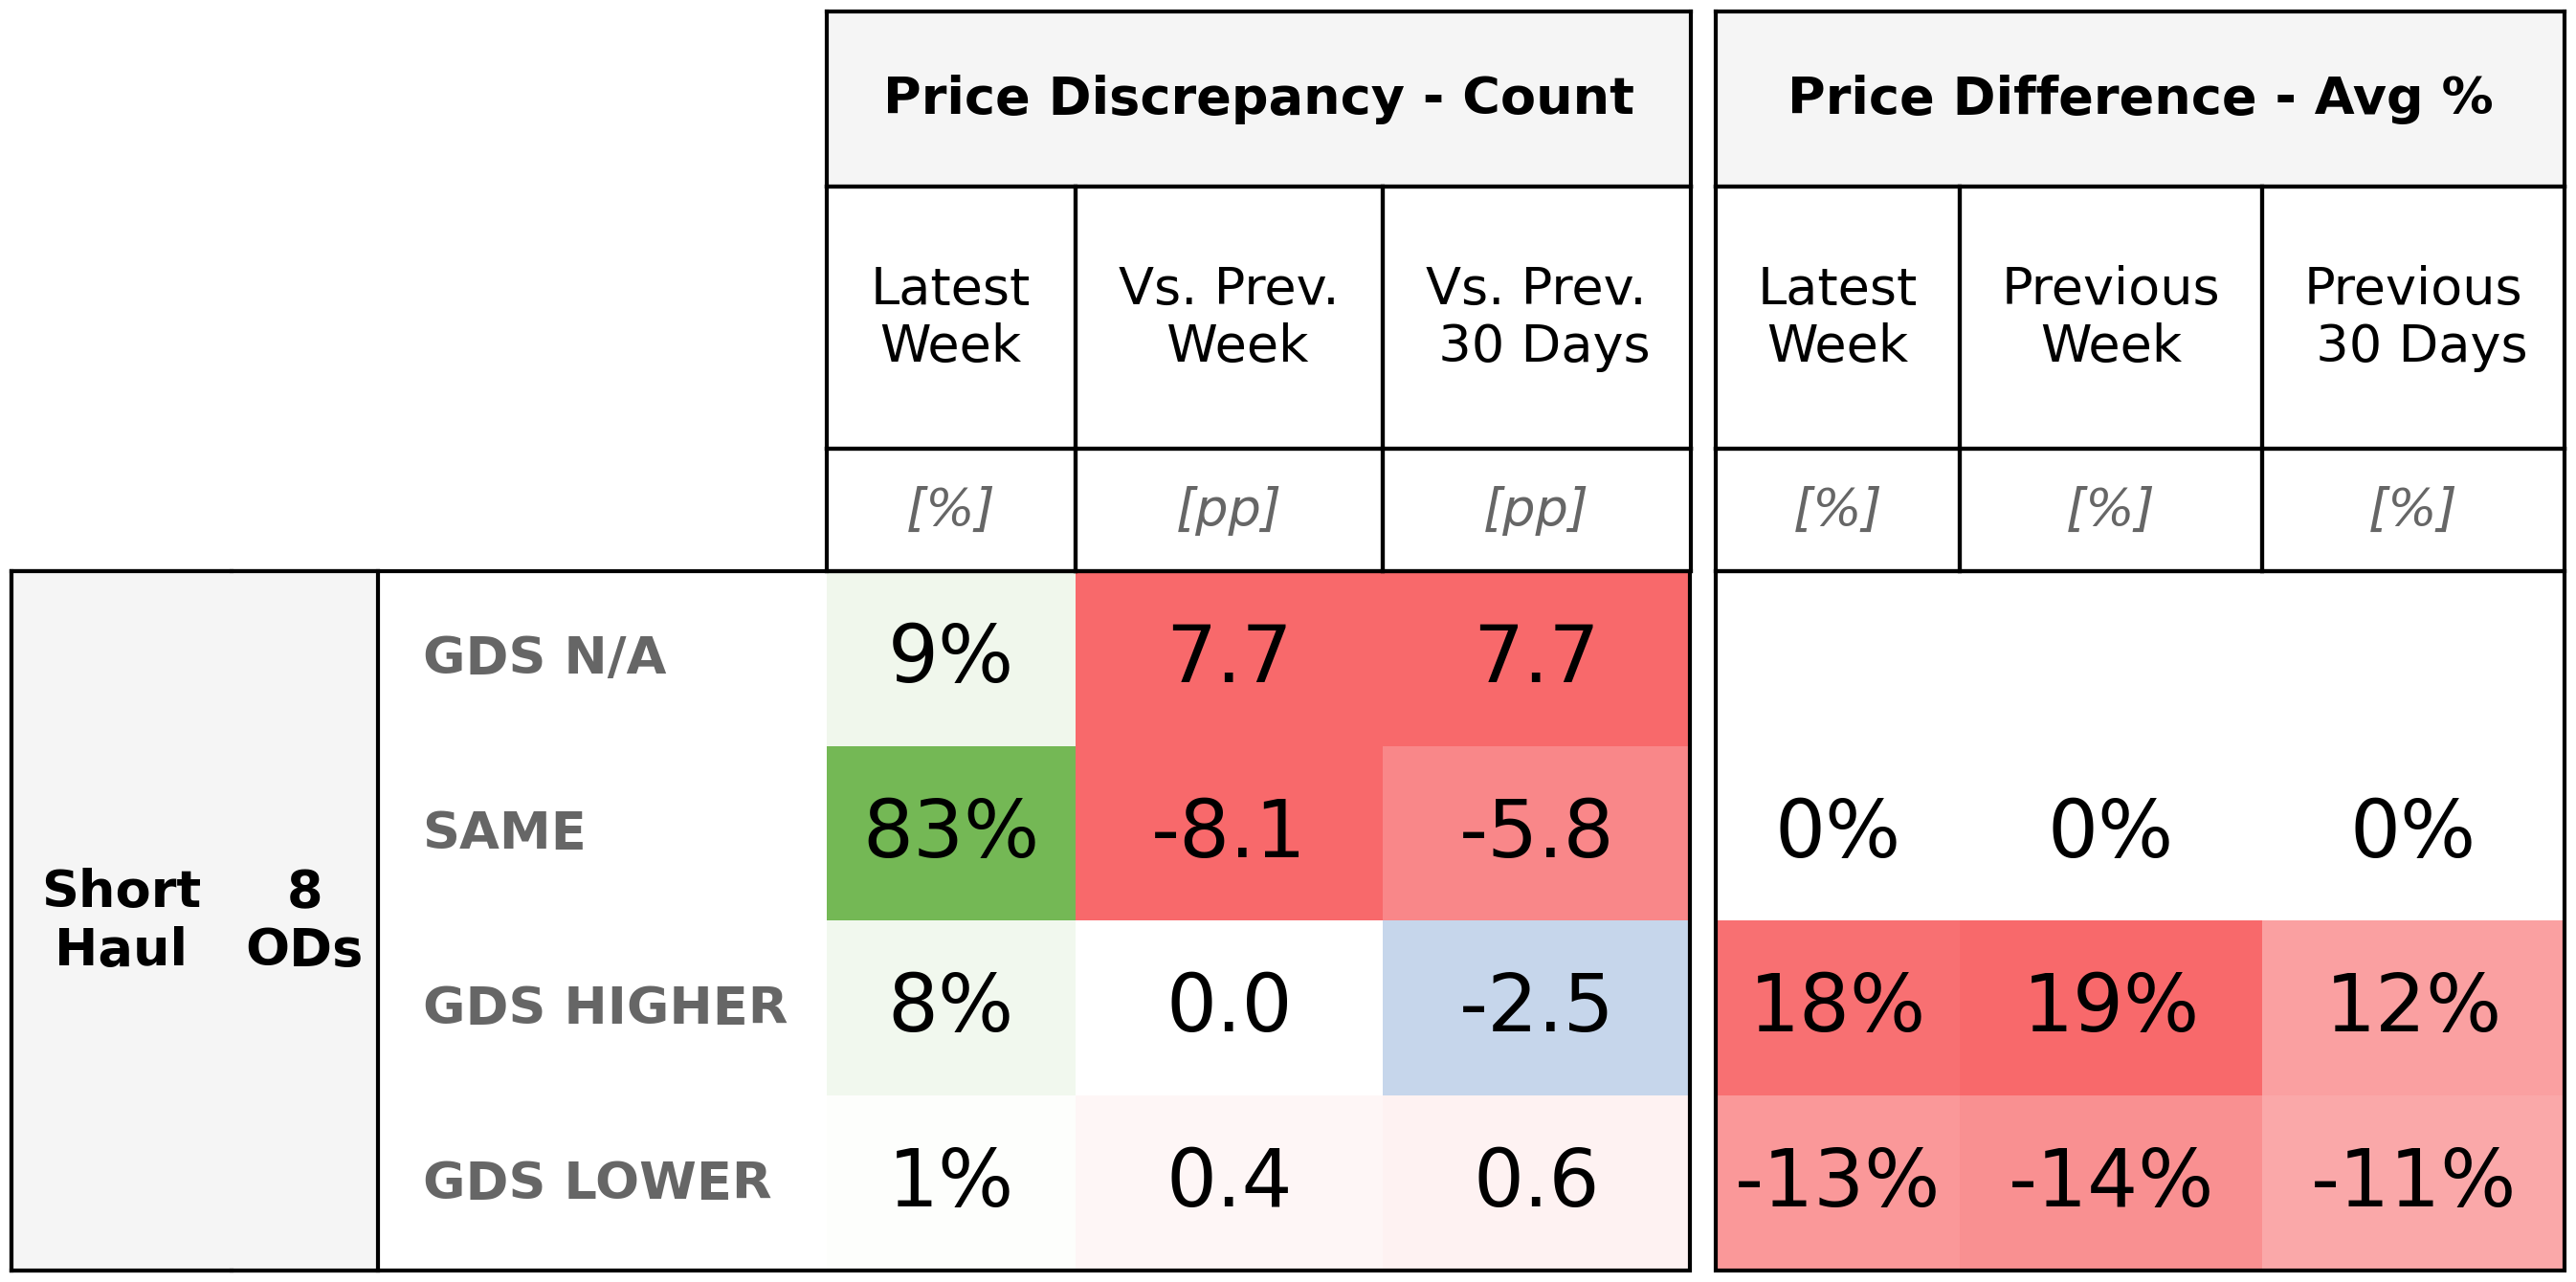 Price Discrepancy - Count
Price Difference - Avg %
Latest Week
Vs. Prev. Week
Vs. Prev. 30 Days
Latest Week
Previous Week
Previous 30 Days
[%] [pp] [pp] [%] [%] [%]
Short Haul
8 ODs
GDS N/A 9% 7.7 7.7
SAME 83% -8.1 -5.8 0% 0% 0%
GDS HIGHER 8% 0.0 -2.5 18% 19% 12%
GDS LOWER 1% 0.4 0.6 -13% -14% -11%